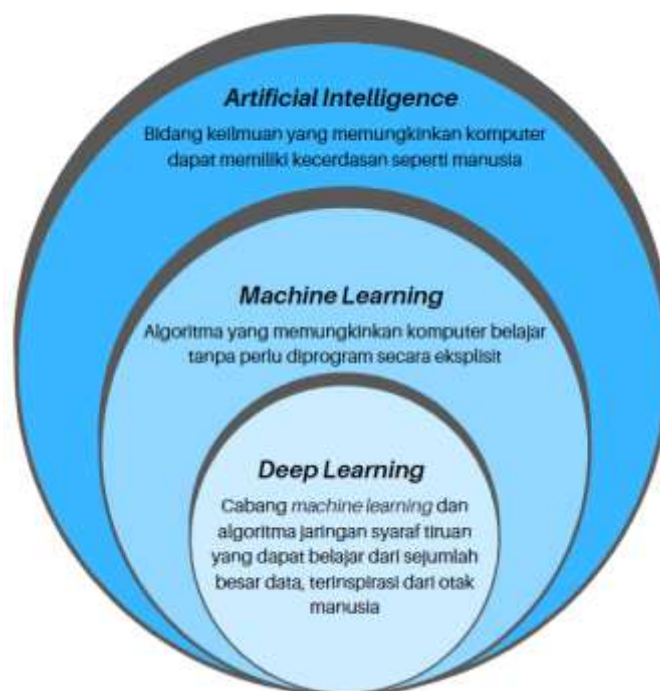 Artificial Intelligence
Bidang keilmuan yang memungkinkan komputer
dapat memiliki kecerdasan seperti manusia
Machine Learning
Algoritma yang memungkinkan komputer belajar
tanpa perlu diprogram secara eksplisit
Deep Learning
Cabang machine learning dan
algoritma jaringan syaraf tiruan
yang dapat belajar dari sejumlah
besar data, terinspirasi dari otak
manusia